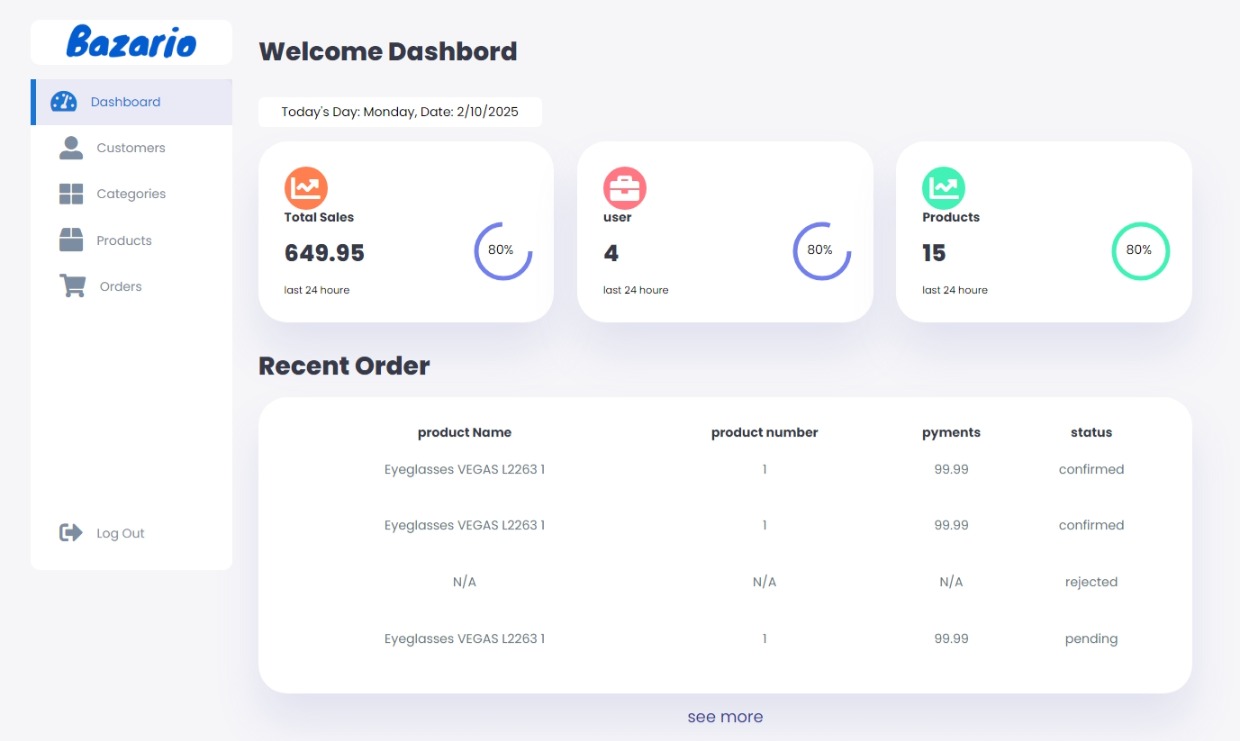 Bazario
Welcome Dashbord
Dashboard
Today's Day: Monday, Date: 2/10/2025
Customers
Categories
Products
Orders
Log Out
Total Sales
649.95
80%
last 24 houre
user
4
80%
last 24 houre
Products
15
80%
last 24 houre
Recent Order
product Name product number pyments status
Eyeglasses VEGAS L2263 1 1 99.99 confirmed
Eyeglasses VEGAS L2263 1 1 99.99 confirmed
N/A N/A N/A rejected
Eyeglasses VEGAS L2263 1 1 99.99 pending
see more